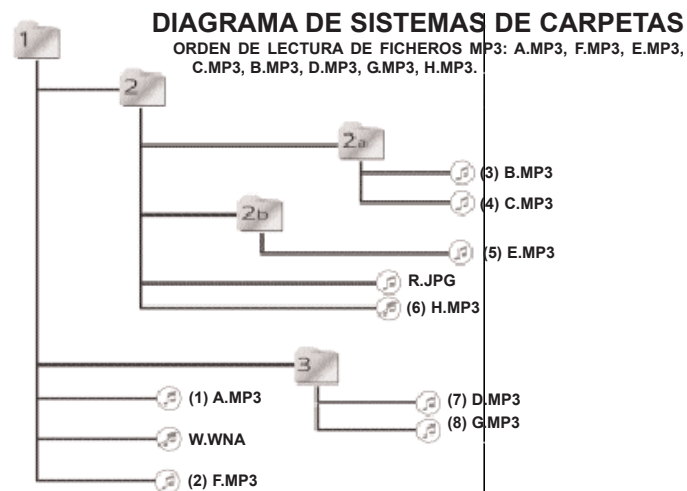 DIAGRAMA DE SISTEMAS DE CARPETAS
ORDEN DE LECTURA DE FICHEROS MP3: A.MP3, F.MP3, E.MP3,
C.MP3, B.MP3, D.MP3, G.MP3, H.MP3.
1
2
2a
(3) B.MP3
(4) C.MP3
2b
(5) E.MP3
R.JPG
(6) H.MP3
3
(1) A.MP3
(7) D.MP3
(8) G.MP3
W.WNA
(2) F.MP3